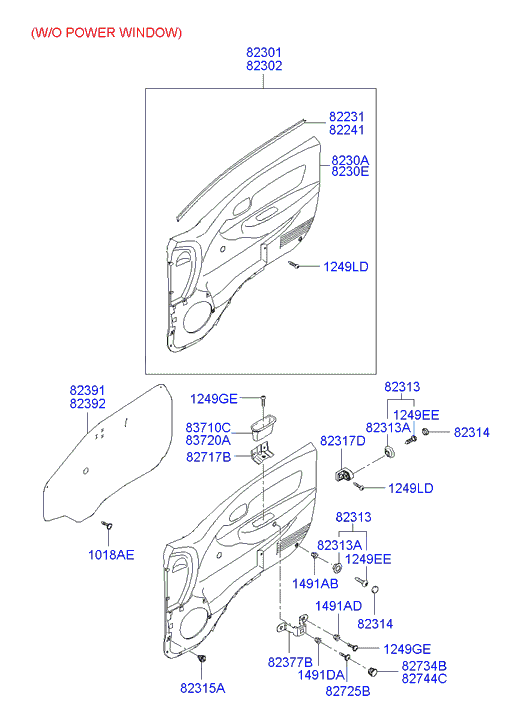 (W/O POWER WINDOW)
82301
82302
82231
82241
8230A
8230E
1249LD
82391
82392
1249GE
83710C
83720A
82717B
82313
1249EE
82313A
82314
82317D
1249LD
1018AE
82313
82313A
1249EE
1491AB
1491AD
82314
1249GE
82377B
1491DA
82734B
82744C
82315A
82725B